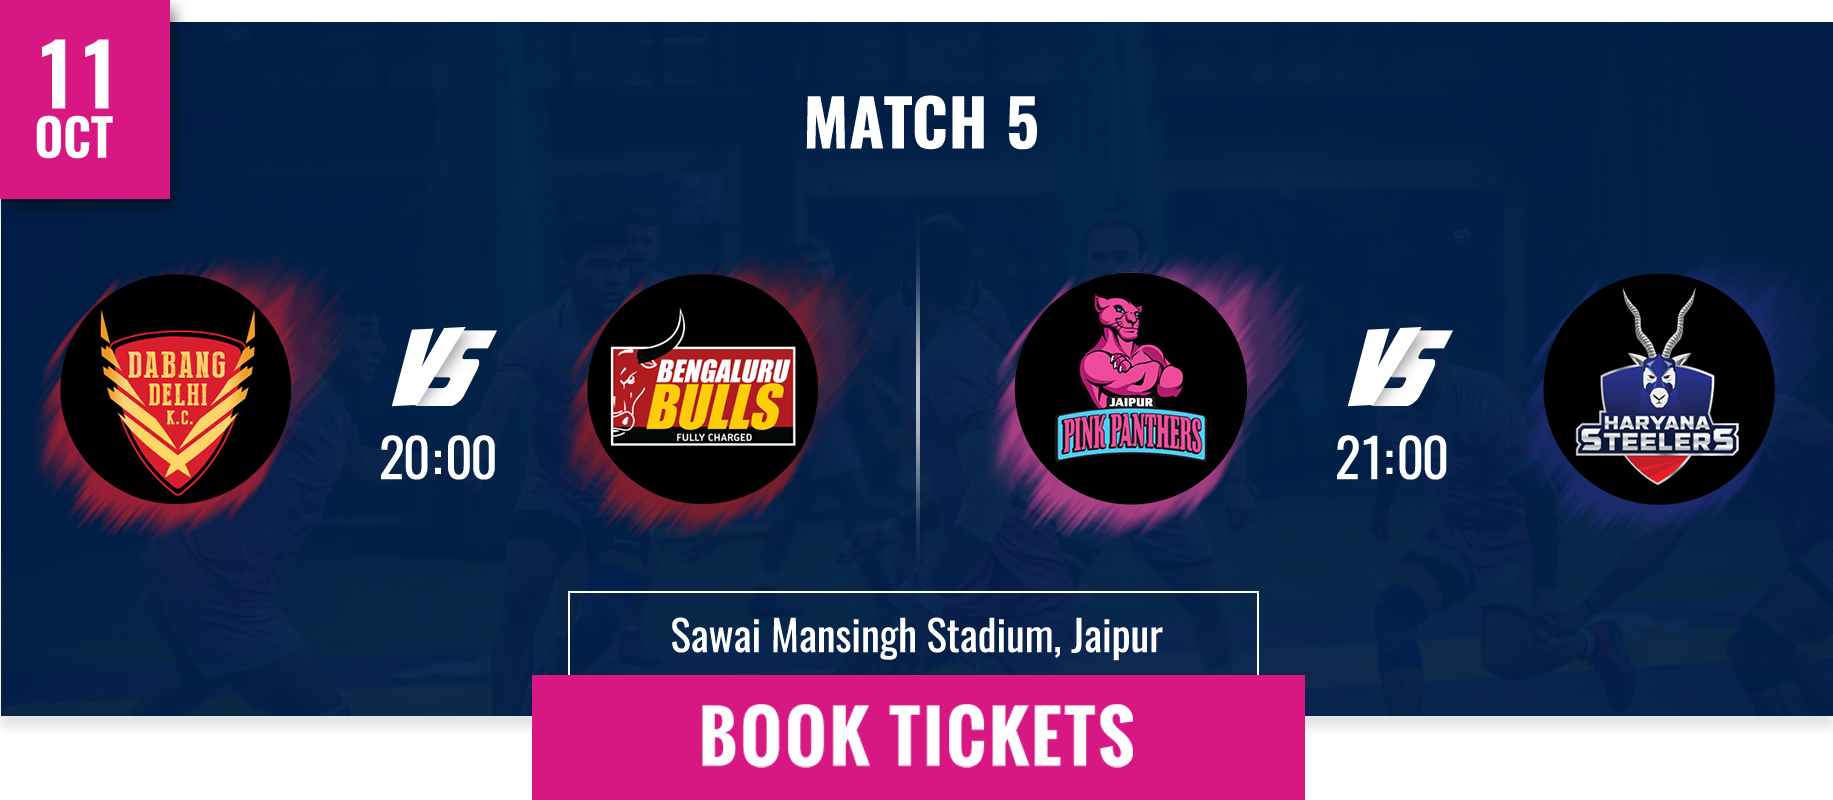 11
OCT
MATCH 5
DABANG
DELHI
K.C.
VS
20:00
BENGALURU
BULLS
FULLY CHARGED
JAIPUR
PINK PANTHERS
VS
21:00
HARYANA
STEELERS
Sawai Mansingh Stadium, Jaipur
BOOK TICKETS